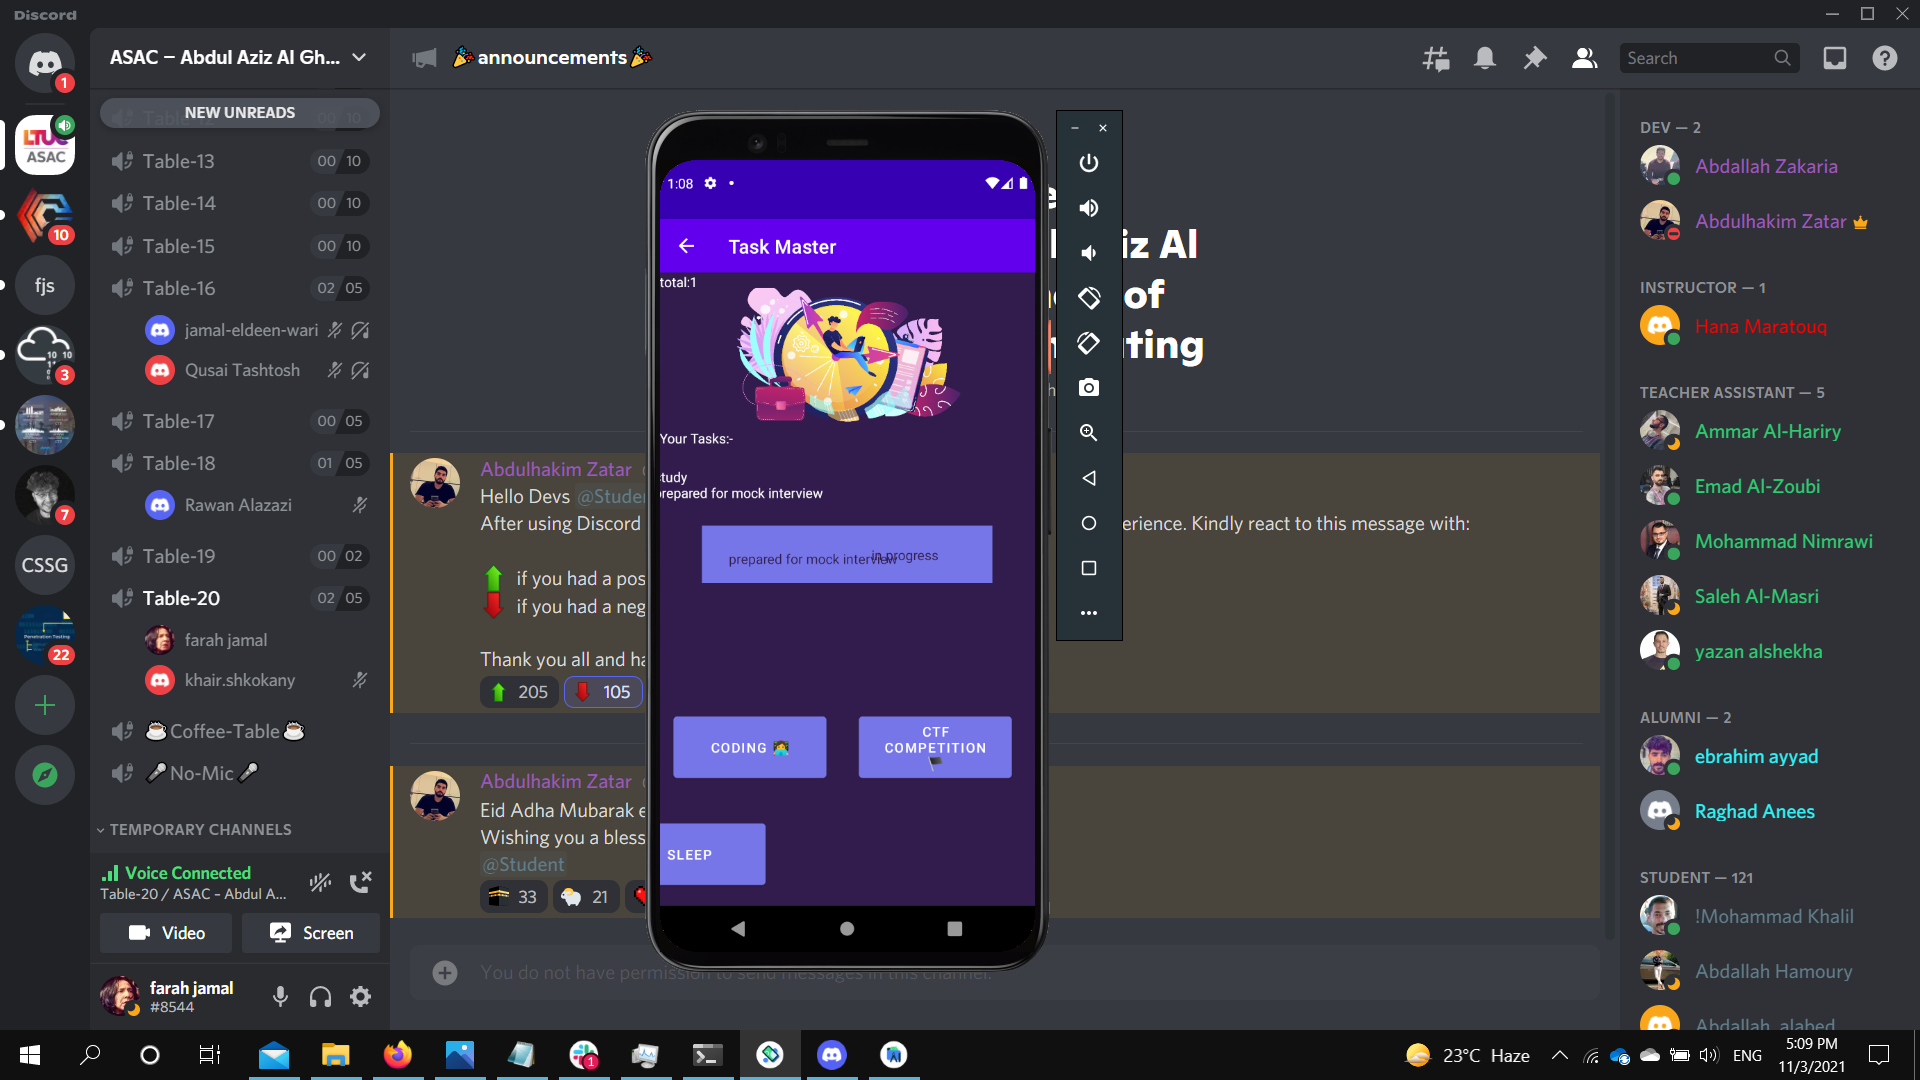 Discord
ASAC – Abdul Aziz Al Gh...
NEW UNREADS
Table-13 00 10
Table-14 00 10
Table-15 00 10
Table-16 02 05
jamal-eldeen-wari
Qusai Tashtosh
Table-17 00 05
Table-18 01 05
Rawan Alazazi
Table-19 00 02
Table-20 02 05
farah jamal
khair.shkokany
☕Coffee-Table☕
🎤No-Mic🎤
TEMPORARY CHANNELS
Voice Connected
Table-20 / ASAC – Abdul A...
Video
Screen
farah jamal
#8544
1
LTUC
ASAC
10
fjs
10 10
3
7
CSSG
Penetration Testing
22
🎉announcements🎉
Search
iz Al
of
ting
Abdulhakim Zatar
Hello Devs @Stude
After using Discord
erience. Kindly react to this message with:
if you had a pos
if you had a neg
Thank you all and ha
205
105
Abdulhakim Zatar
Eid Adha Mubarak e
Wishing you a bless
@Student
33
21
You do not have permission to send messages in this channel.
1:08
Task Master
total:1
Your Tasks:-
study
prepared for mock interview
prepared for mock interview
in progress
CODING 👩‍💻
CTF
COMPETITION
🏴
SLEEP
DEV — 2
Abdallah Zakaria
Abdulhakim Zatar
INSTRUCTOR — 1
Hana Maratouq
TEACHER ASSISTANT — 5
Ammar Al-Hariry
Emad Al-Zoubi
Mohammad Nimrawi
Saleh Al-Masri
yazan alshekha
ALUMNI — 2
ebrahim ayyad
Raghad Anees
STUDENT — 121
!Mohammad Khalil
Abdallah Hamoury
Abdallah_alabed
1
23°C Haze
ENG
5:09 PM
11/3/2021